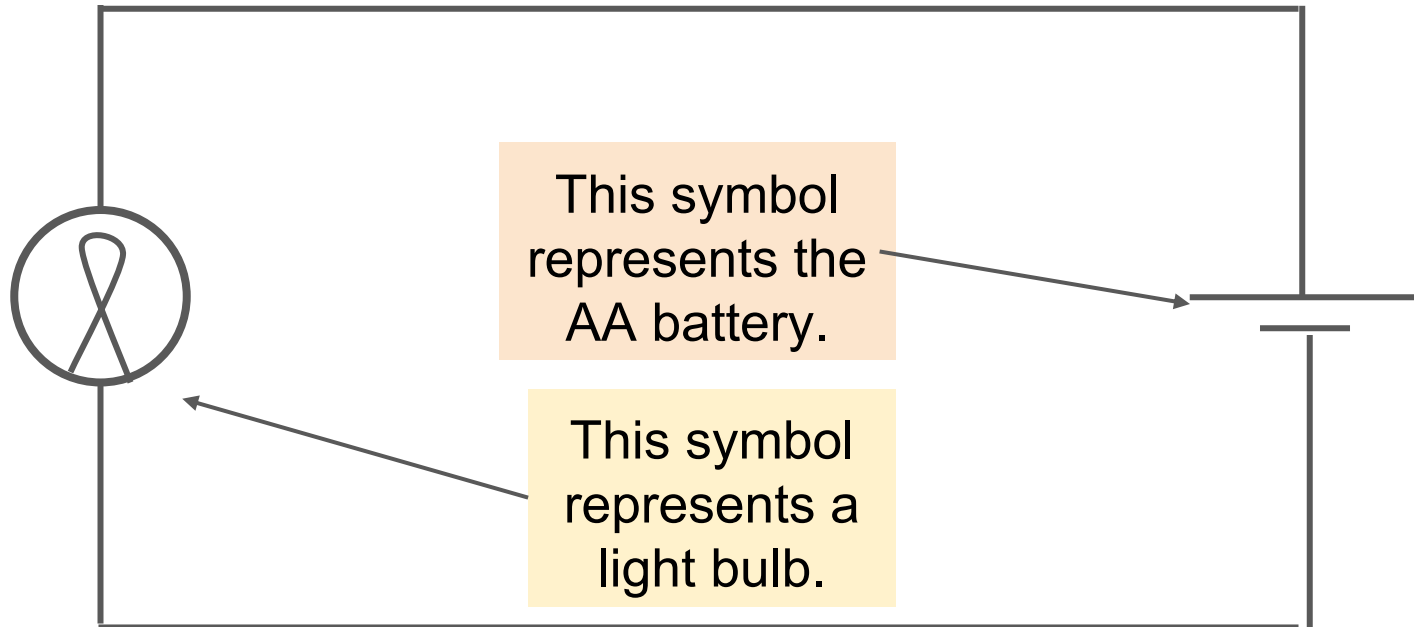 This symbol
represents the
AA battery.
This symbol
represents a
light bulb.